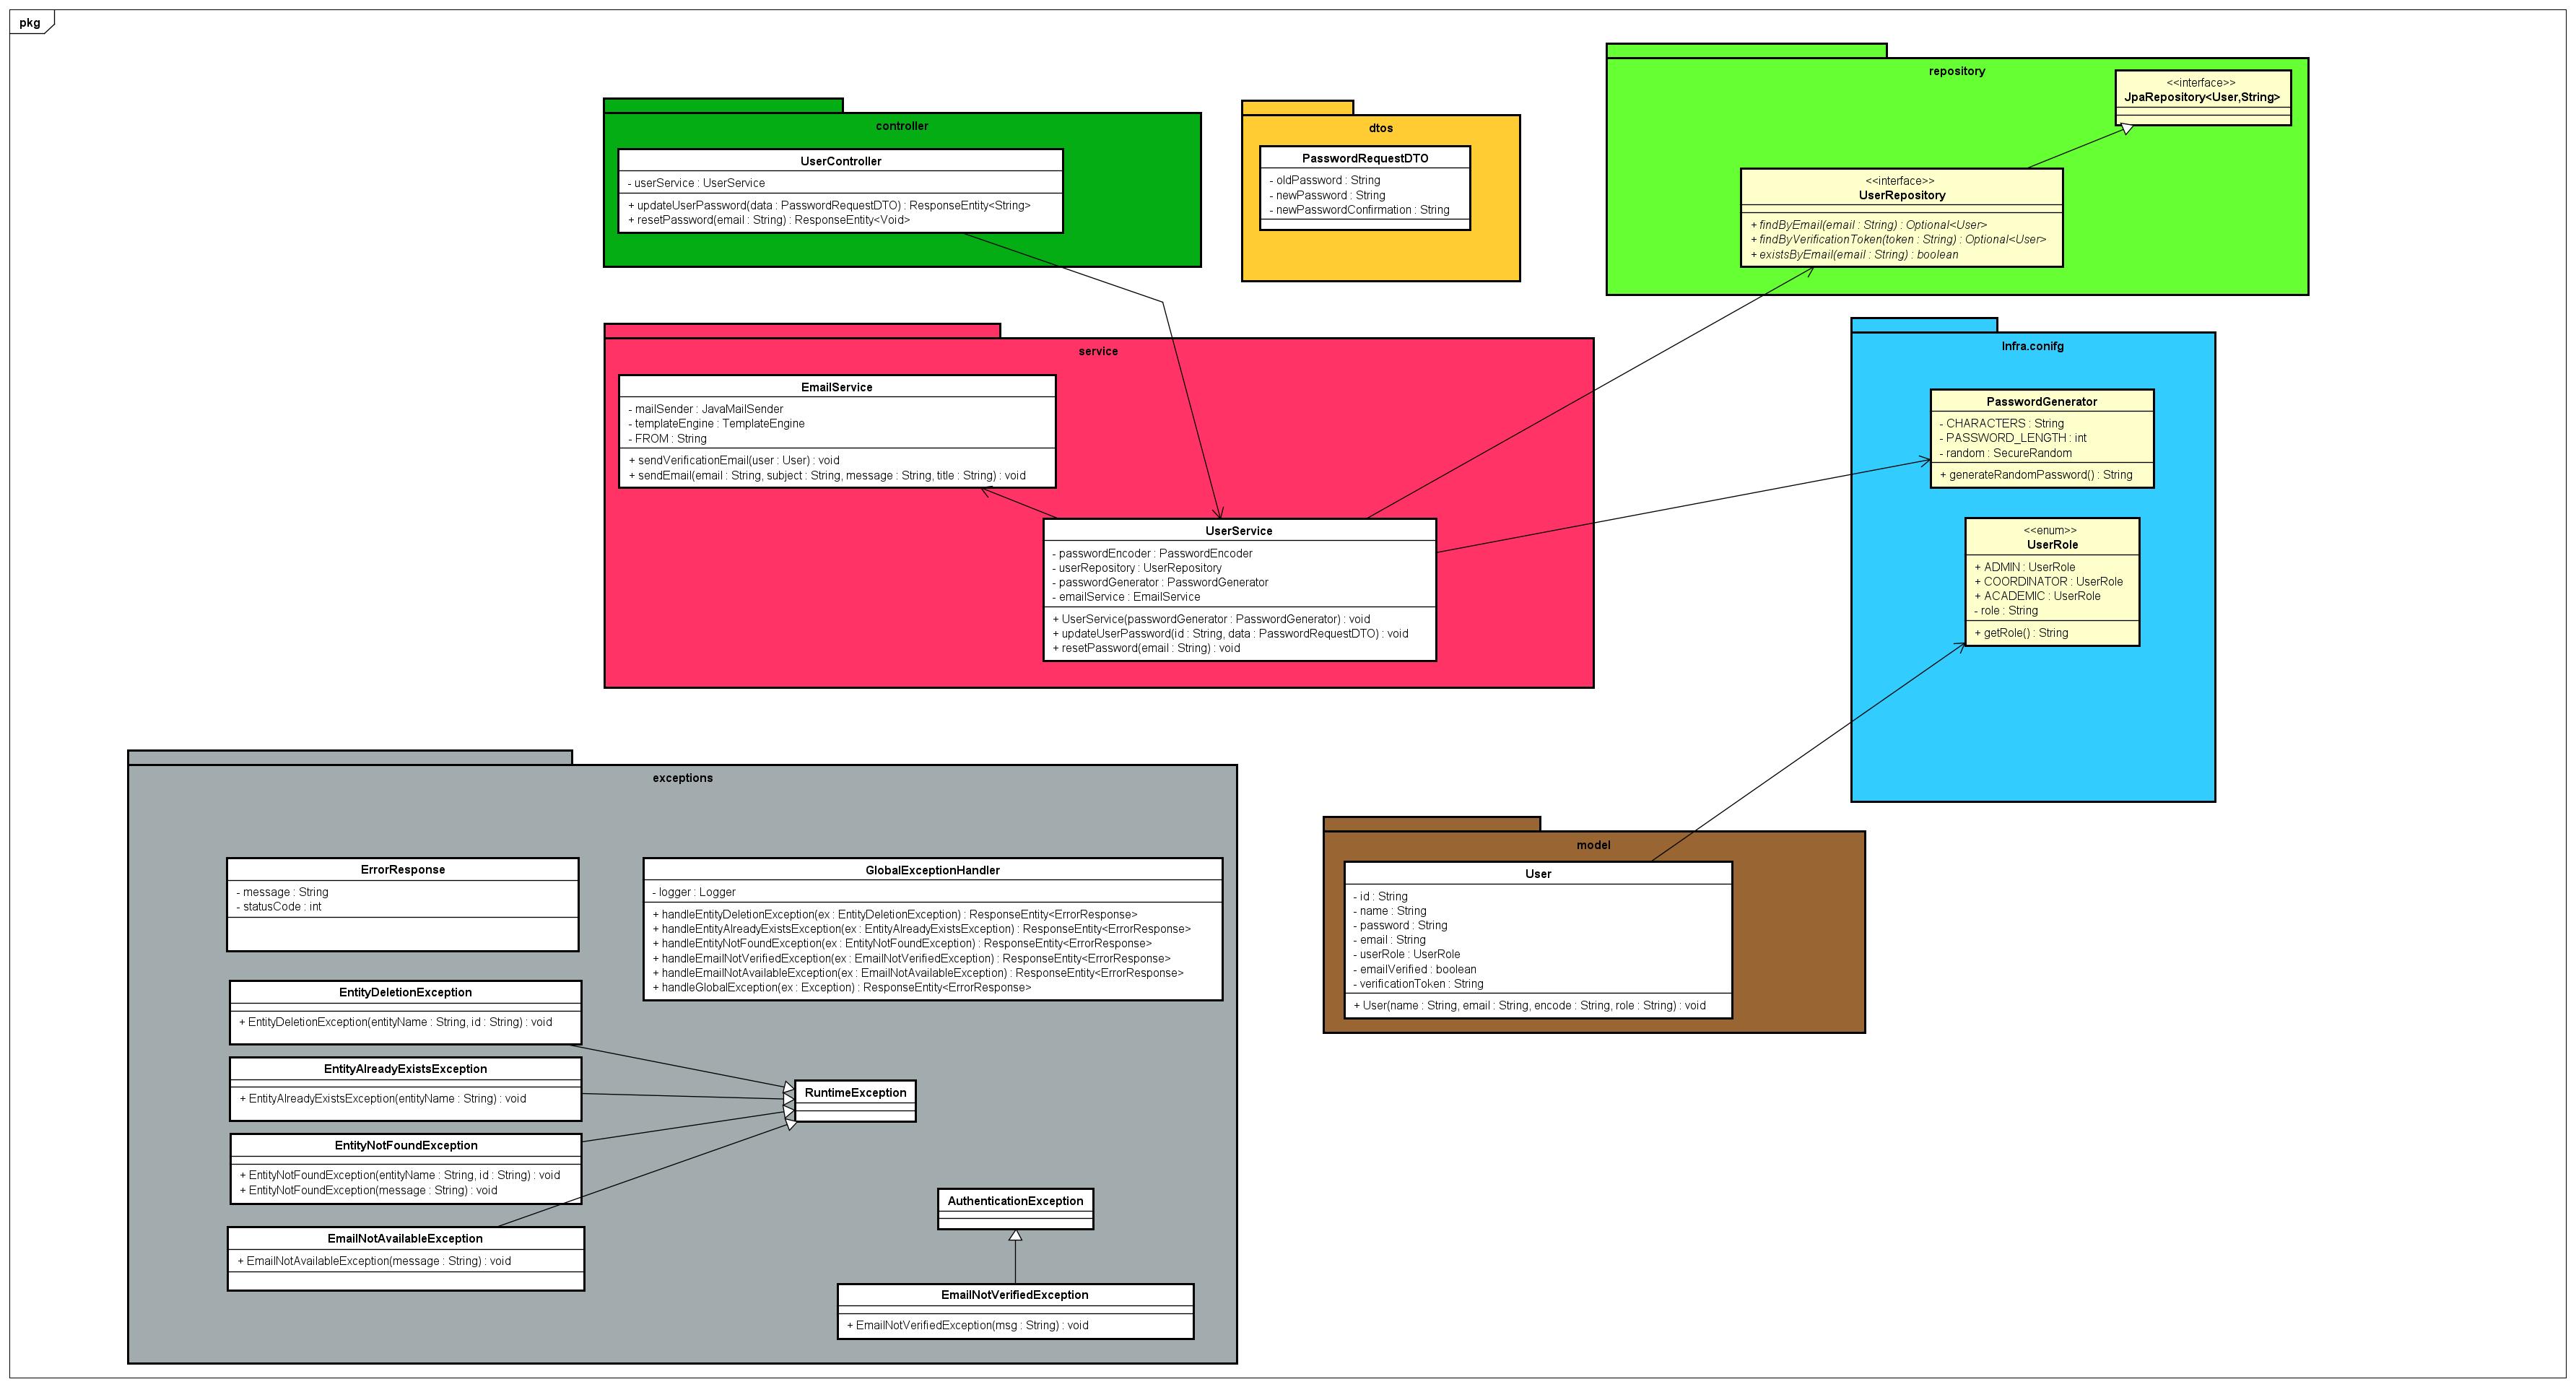 pkg
controller
UserController
- userService : UserService
+ updateUserPassword(data : PasswordRequestDTO) : ResponseEntity<String>
+ resetPassword(email : String) : ResponseEntity<Void>
dtos
PasswordRequestDTO
- oldPassword : String
- newPassword : String
- newPasswordConfirmation : String
repository
<<interface>>
JpaRepository<User,String>
<<interface>>
UserRepository
+ findByEmail(email : String) : Optional<User>
+ findByVerificationToken(token : String) : Optional<User>
+ existsByEmail(email : String) : boolean
service
EmailService
- mailSender : JavaMailSender
- templateEngine : TemplateEngine
- FROM : String
+ sendVerificationEmail(user : User) : void
+ sendEmail(email : String, subject : String, message : String, title : String) : void
UserService
- passwordEncoder : PasswordEncoder
- userRepository : UserRepository
- passwordGenerator : PasswordGenerator
- emailService : EmailService
+ UserService(passwordGenerator : PasswordGenerator) : void
+ updateUserPassword(id : String, data : PasswordRequestDTO) : void
+ resetPassword(email : String) : void
Infra.conifg
PasswordGenerator
- CHARACTERS : String
- PASSWORD_LENGTH : int
- random : SecureRandom
+ generateRandomPassword() : String
<<enum>>
UserRole
+ ADMIN : UserRole
+ COORDINATOR : UserRole
+ ACADEMIC : UserRole
- role : String
+ getRole() : String
exceptions
ErrorResponse
- message : String
- statusCode : int
GlobalExceptionHandler
- logger : Logger
+ handleEntityDeletionException(ex : EntityDeletionException) : ResponseEntity<ErrorResponse>
+ handleEntityAlreadyExistsException(ex : EntityAlreadyExistsException) : ResponseEntity<ErrorResponse>
+ handleEntityNotFoundException(ex : EntityNotFoundException) : ResponseEntity<ErrorResponse>
+ handleEmailNotVerifiedException(ex : EmailNotVerifiedException) : ResponseEntity<ErrorResponse>
+ handleEmailNotAvailableException(ex : EmailNotAvailableException) : ResponseEntity<ErrorResponse>
+ handleGlobalException(ex : Exception) : ResponseEntity<ErrorResponse>
EntityDeletionException
+ EntityDeletionException(entityName : String, id : String) : void
EntityAlreadyExistsException
+ EntityAlreadyExistsException(entityName : String) : void
EntityNotFoundException
+ EntityNotFoundException(entityName : String, id : String) : void
+ EntityNotFoundException(message : String) : void
EmailNotAvailableException
+ EmailNotAvailableException(message : String) : void
RuntimeException
AuthenticationException
EmailNotVerifiedException
+ EmailNotVerifiedException(msg : String) : void
model
User
- id : String
- name : String
- password : String
- email : String
- userRole : UserRole
- emailVerified : boolean
- verificationToken : String
+ User(name : String, email : String, encode : String, role : String) : void